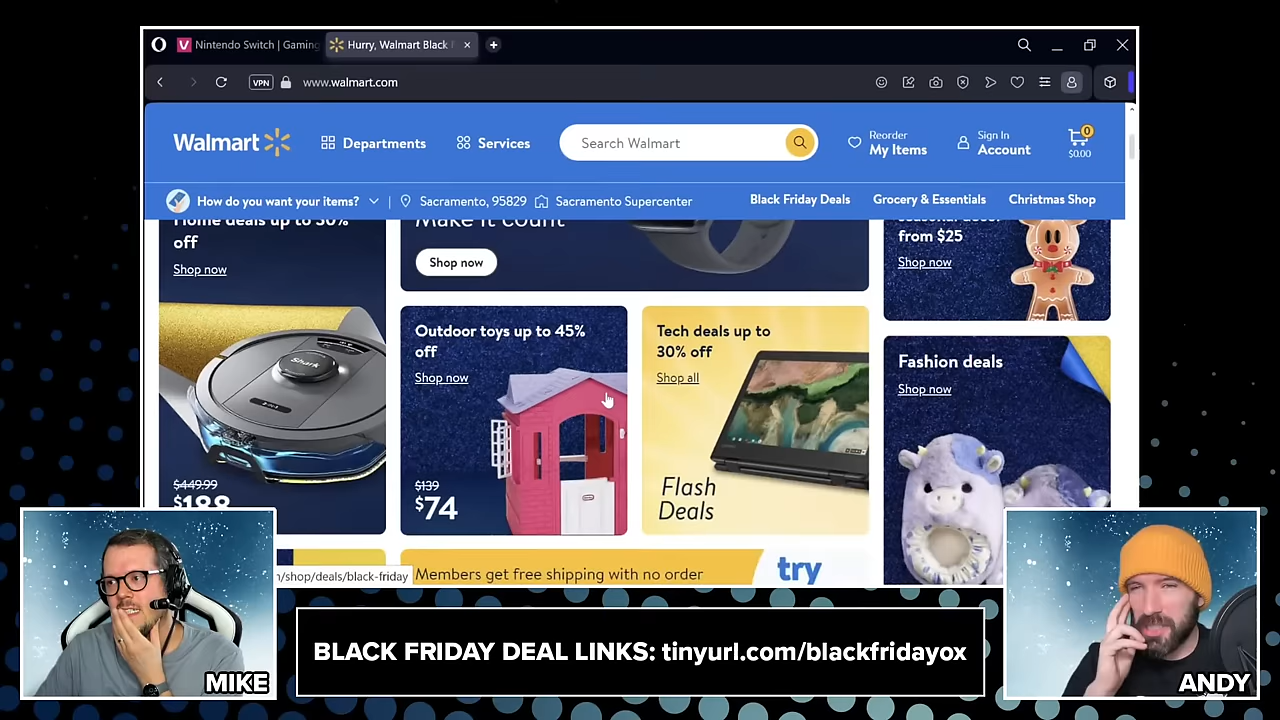 Nintendo Switch | Gaming
Hurry, Walmart Black F
VPN
www.walmart.com
Walmart
Departments
Services
Search Walmart
Reorder
My Items
Sign In
Account
0
$0.00
How do you want your items?
Sacramento, 95829
Sacramento Supercenter
Black Friday Deals
Grocery & Essentials
Christmas Shop
Home deals up to 50%
off
Shop now
Shark
$449.99
$188
Make it count
Shop now
from $25
Shop now
Outdoor toys up to 45%
off
Shop now
$139
$74
Tech deals up to
30% off
Shop all
Flash
Deals
Fashion deals
Shop now
Members get free shipping with no order
try
n/shop/deals/black-friday
BLACK FRIDAY DEAL LINKS: tinyurl.com/blackfridayox
MIKE
ANDY